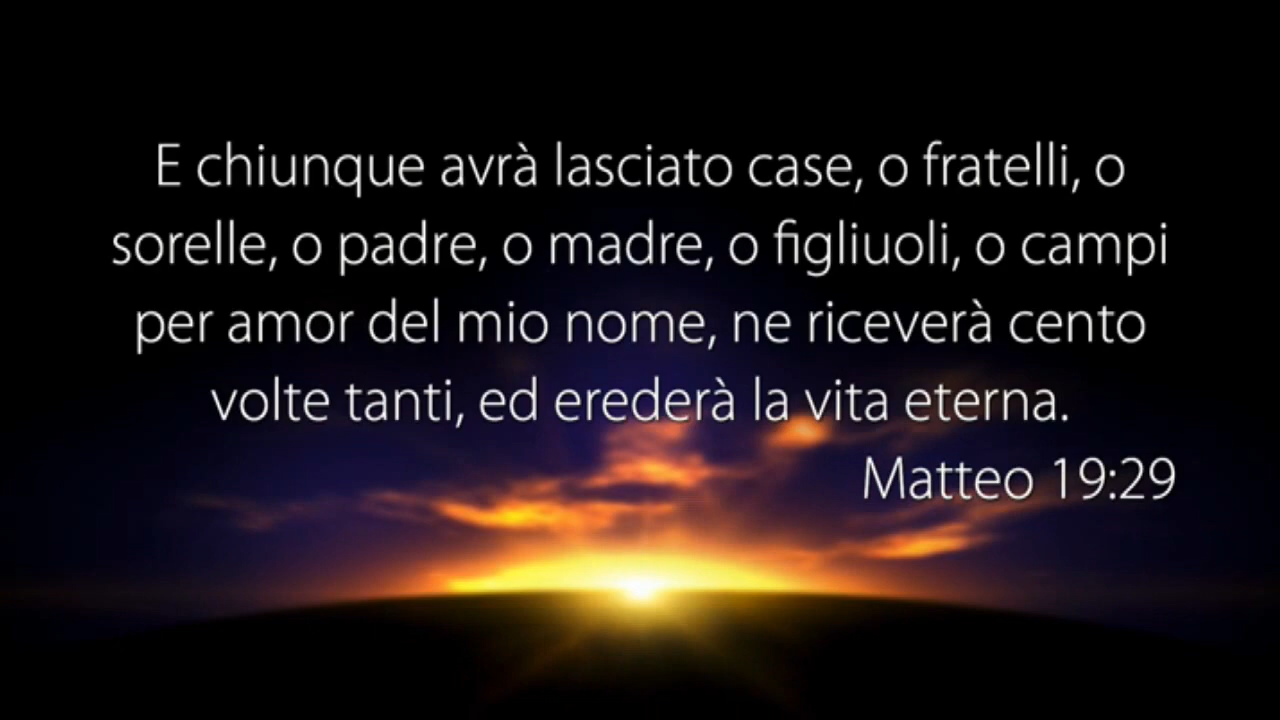 E chiunque avrà lasciato case, o fratelli, o
sorelle, o padre, o madre, o figliuoli, o campi
per amor del mio nome, ne riceverà cento
volte tanti, ed erederà la vita eterna.
Matteo 19:29